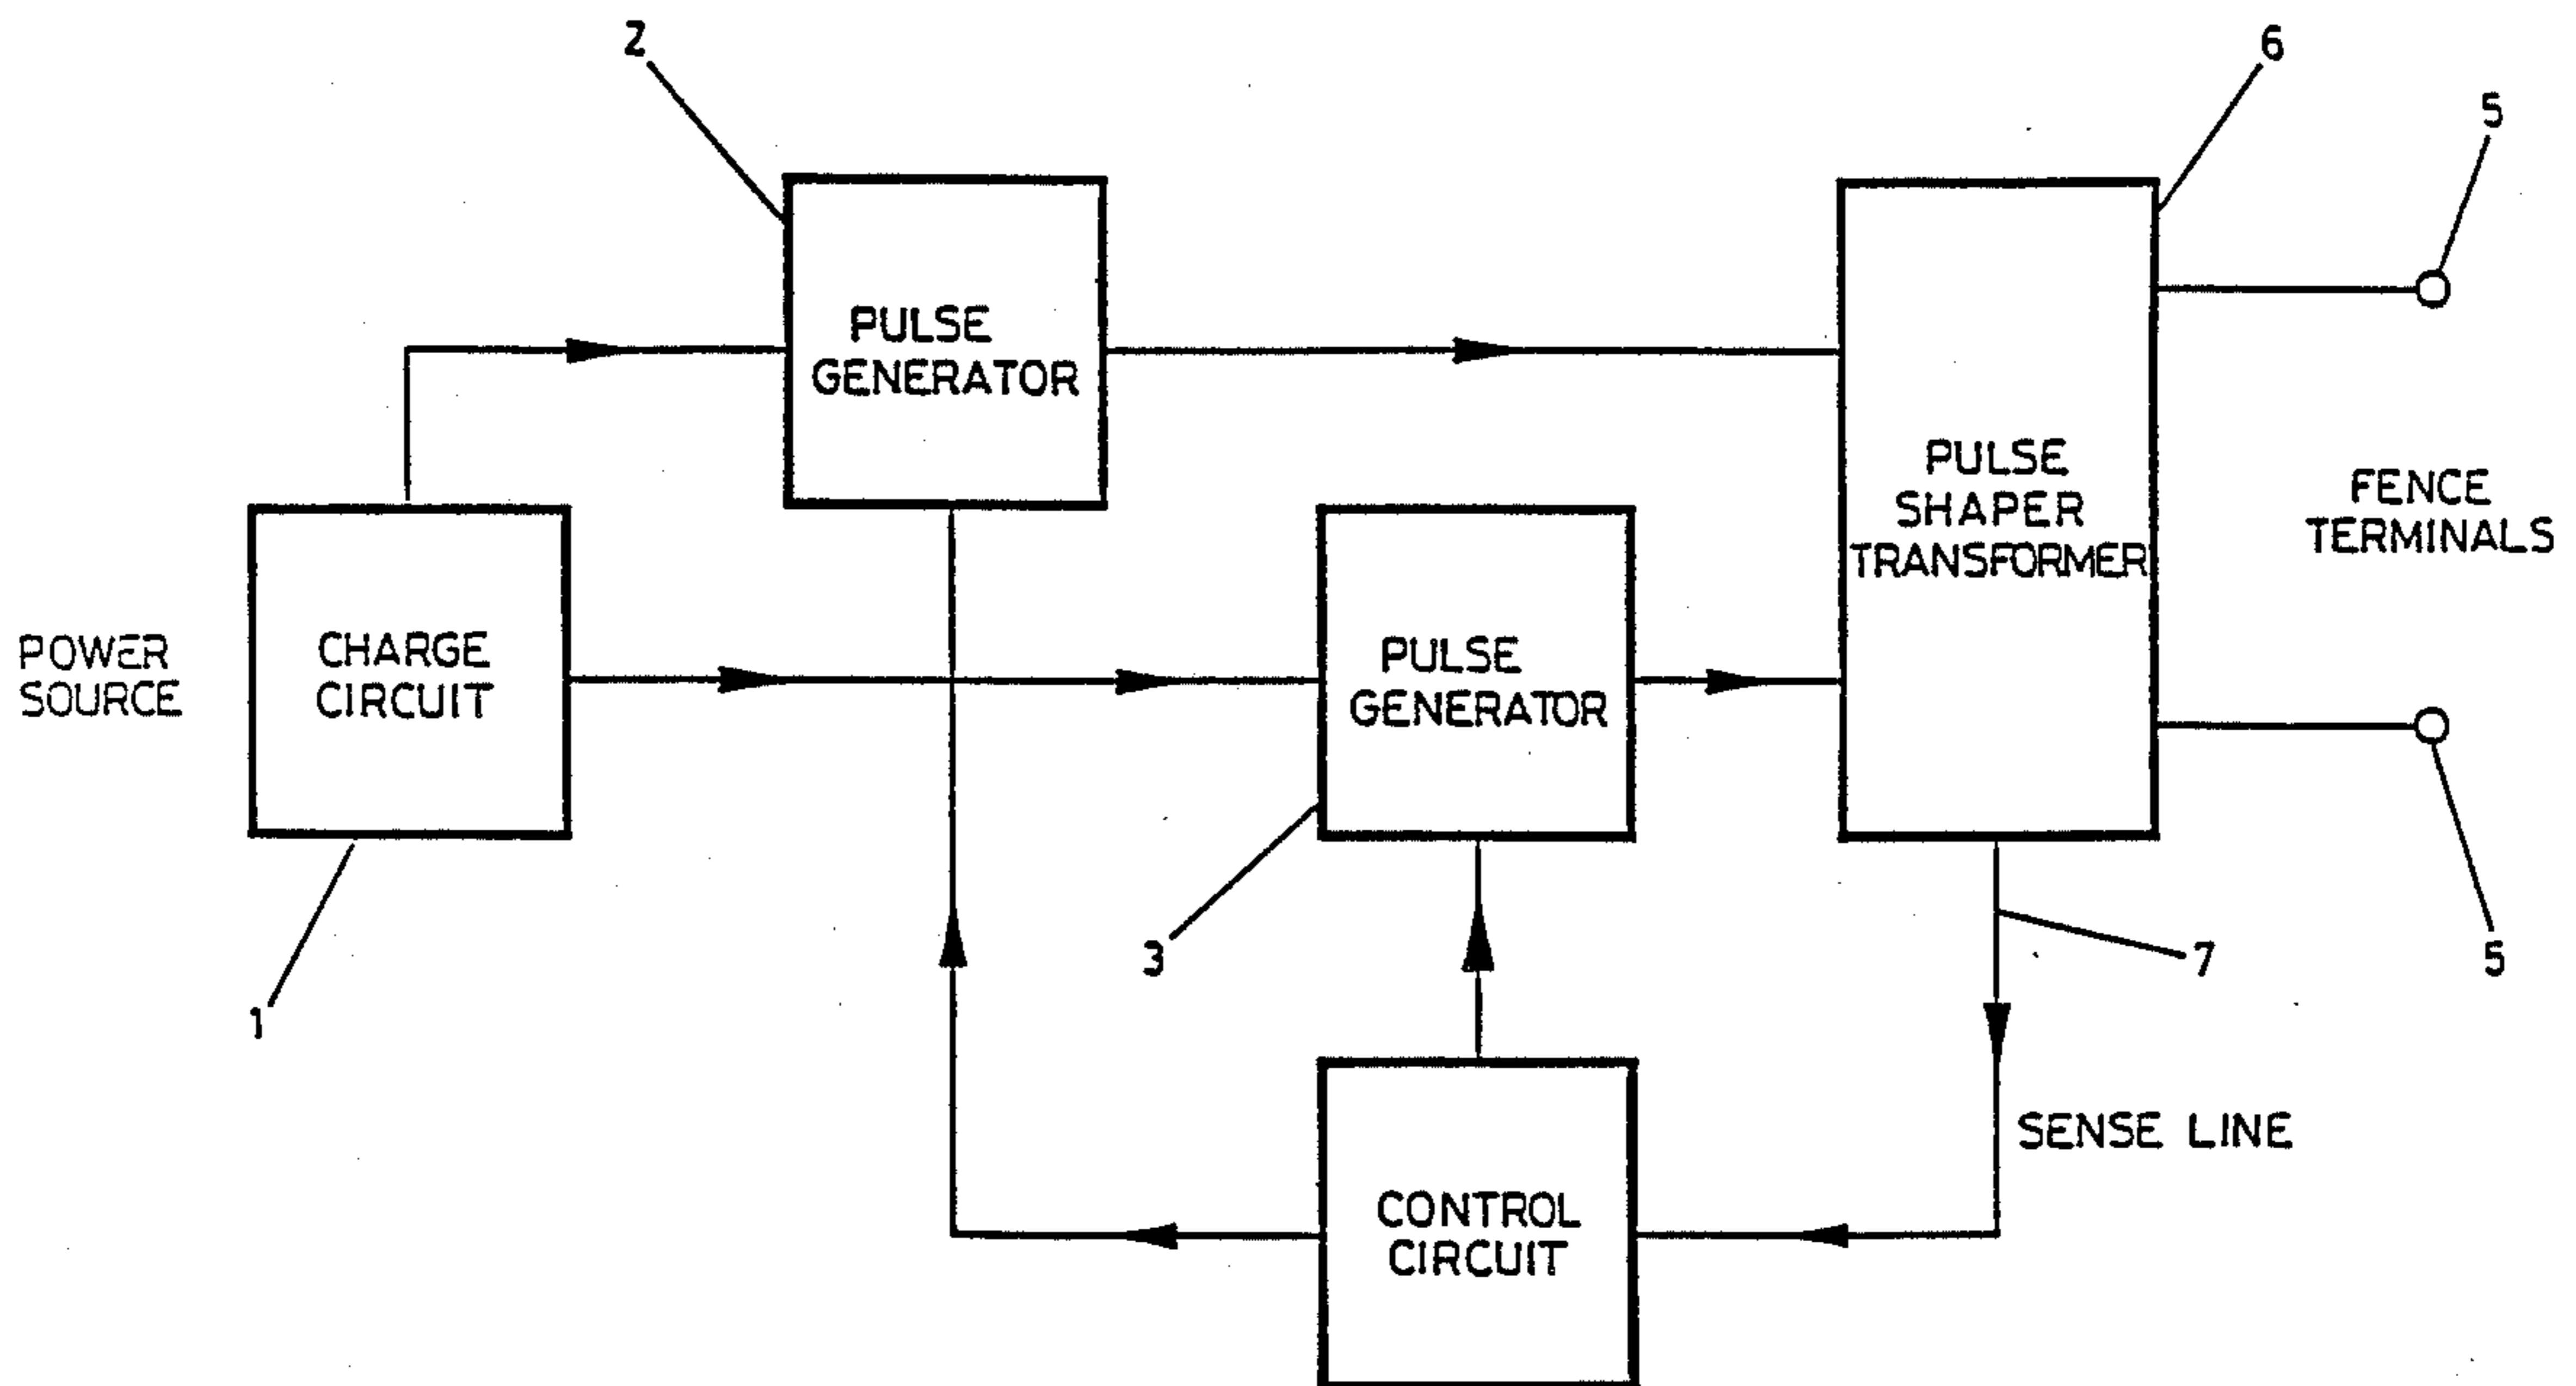 2
6
5
PULSE
GENERATOR
PULSE
SHAPER
TRANSFORMER
FENCE
TERMINALS
POWER
SOURCE
CHARGE
CIRCUIT
PULSE
GENERATOR
3
7
5
1
SENSE LINE
CONTROL
CIRCUIT